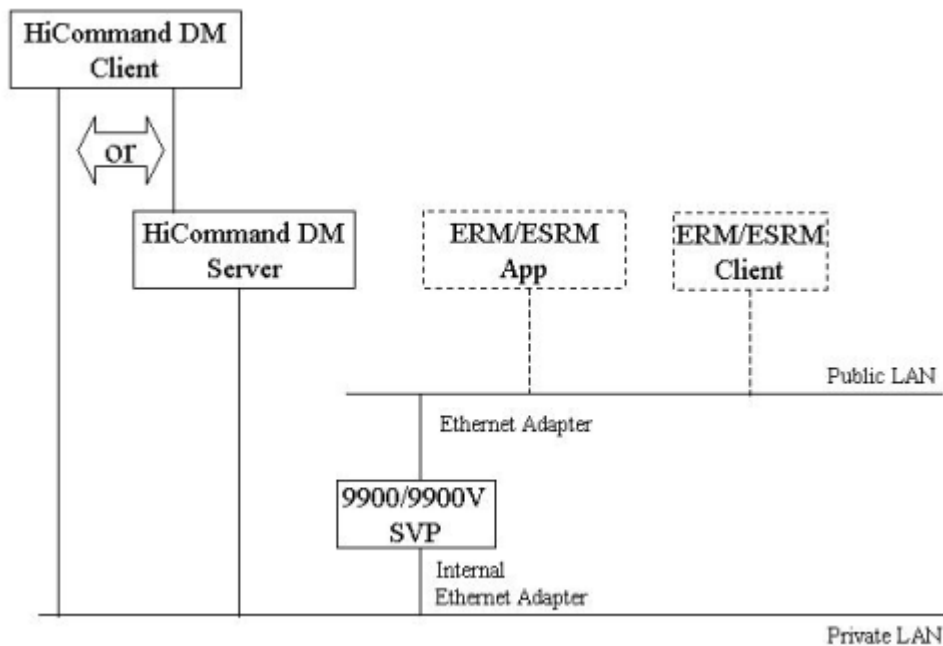 HiCommand DM
Client
or
HiCommand DM
Server
ERM/ESRM
App
ERM/ESRM
Client
Public LAN
Ethernet Adapter
9900/9900V
SVP
Internal
Ethernet Adapter
Private LAN